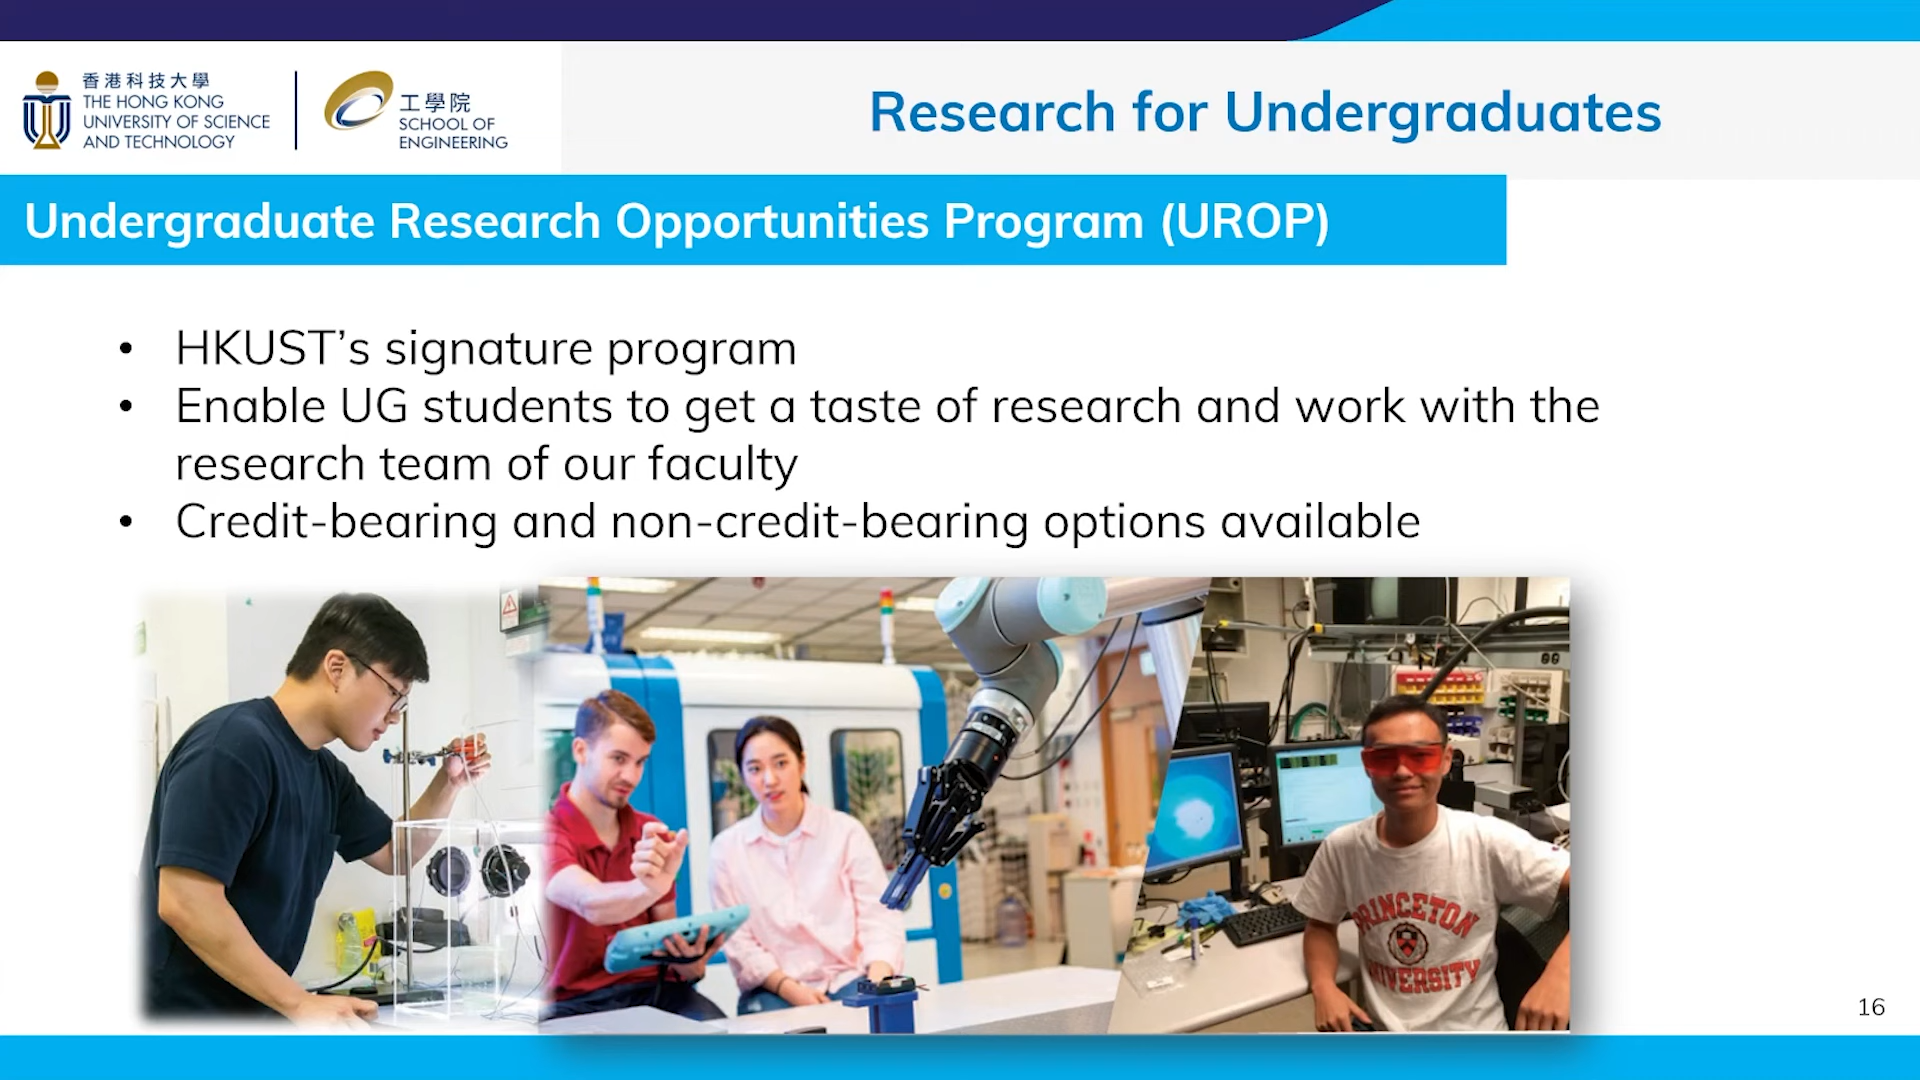 香港科技大學
THE HONG KONG
UNIVERSITY OF SCIENCE
AND TECHNOLOGY
工學院
SCHOOL OF
ENGINEERING
Research for Undergraduates
Undergraduate Research Opportunities Program (UROP)
• HKUST’s signature program
• Enable UG students to get a taste of research and work with the
research team of our faculty
• Credit-bearing and non-credit-bearing options available
PRINCETON
UNIVERSITY
16